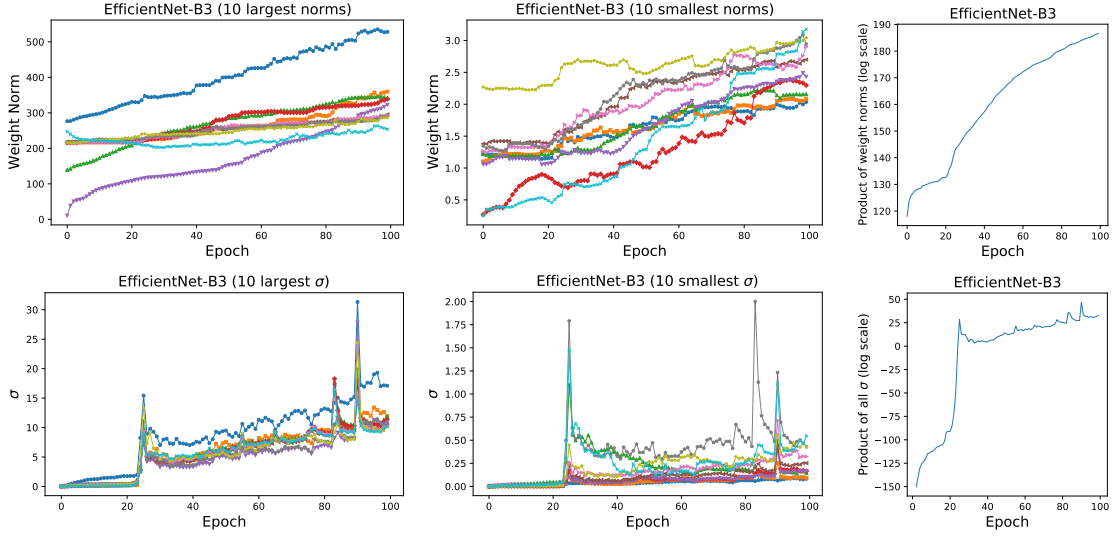 EfficientNet-B3 (10 largest norms)
Weight Norm
500
400
300
200
100
0
0 20 40 60 80 100
Epoch
EfficientNet-B3 (10 smallest norms)
Weight Norm
3.0
2.5
2.0
1.5
1.0
0.5
0 20 40 60 80 100
Epoch
EfficientNet-B3
Product of weight norms (log scale)
190
180
170
160
150
140
130
120
0 20 40 60 80 100
Epoch
EfficientNet-B3 (10 largest σ)
σ
30
25
20
15
10
5
0
0 20 40 60 80 100
Epoch
EfficientNet-B3 (10 smallest σ)
σ
2.00
1.75
1.50
1.25
1.00
0.75
0.50
0.25
0.00
0 20 40 60 80 100
Epoch
EfficientNet-B3
Product of all σ (log scale)
50
25
0
−25
−50
−75
−100
−125
−150
0 20 40 60 80 100
Epoch